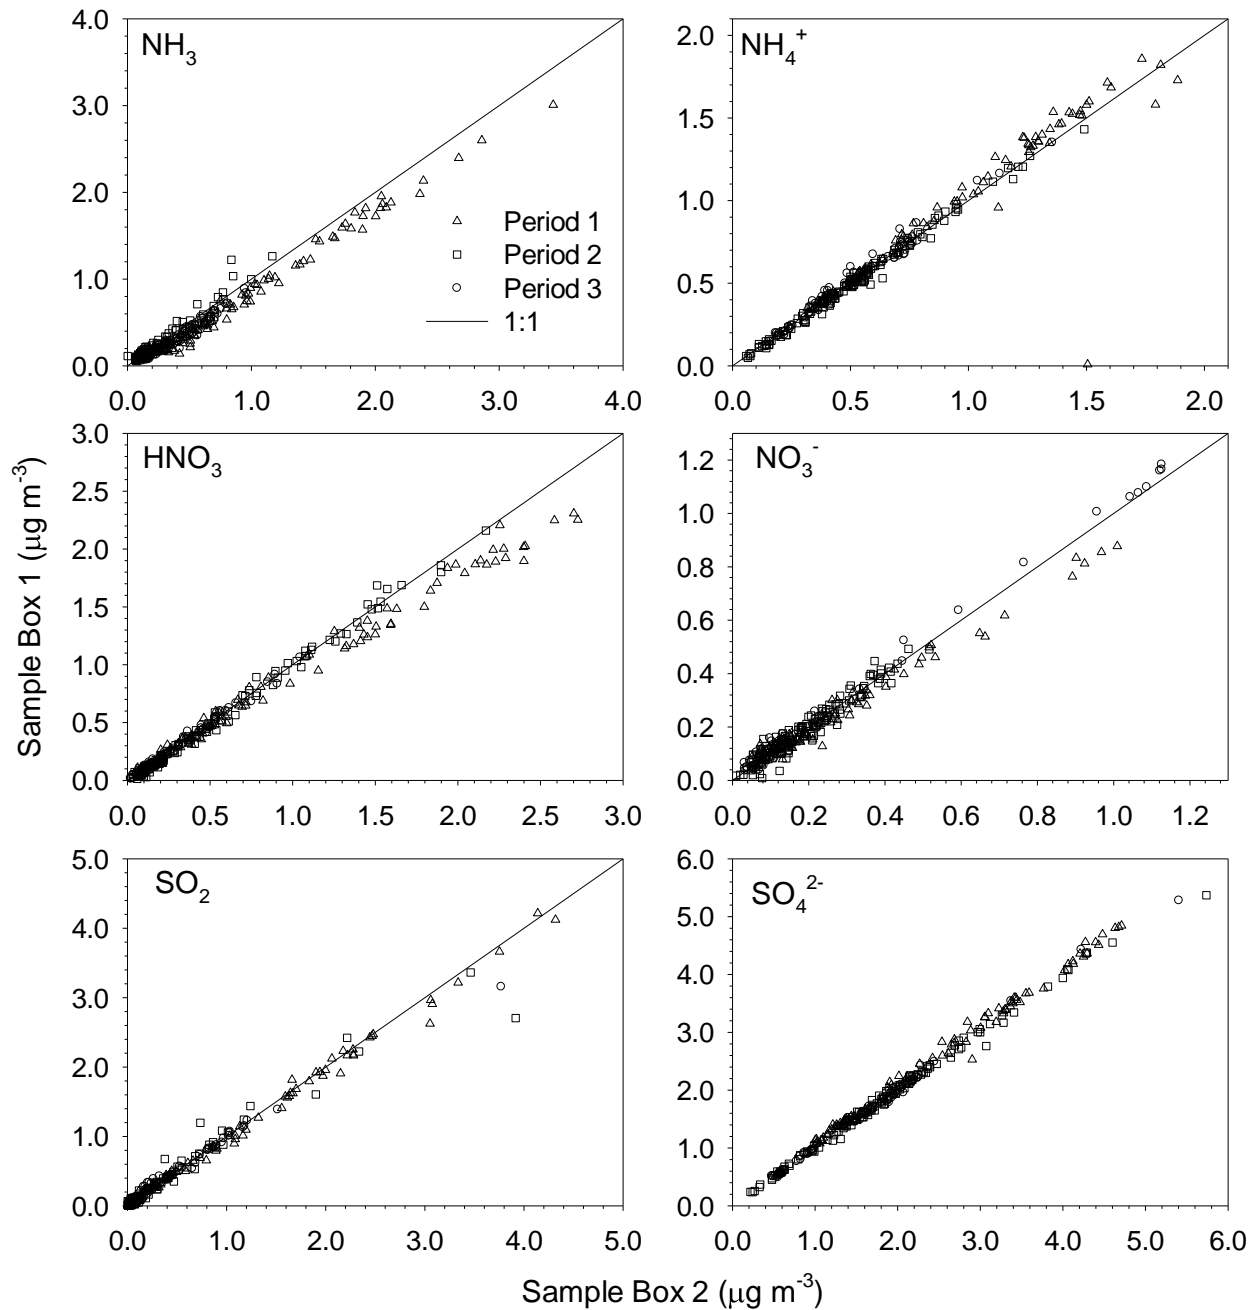 NH₃
4.0
3.0
2.0
1.0
0.0
0.0 1.0 2.0 3.0 4.0
Period 1
Period 2
Period 3
1:1
NH₄⁺
2.0
1.5
1.0
0.5
0.0
0.0 0.5 1.0 1.5 2.0
HNO₃
3.0
2.5
2.0
1.5
1.0
0.5
0.0
0.0 0.5 1.0 1.5 2.0 2.5 3.0
NO₃⁻
1.2
1.0
0.8
0.6
0.4
0.2
0.0
0.0 0.2 0.4 0.6 0.8 1.0 1.2
SO₂
5.0
4.0
3.0
2.0
1.0
0.0
0.0 1.0 2.0 3.0 4.0 5.0
SO₄²⁻
6.0
5.0
4.0
3.0
2.0
1.0
0.0
0.0 1.0 2.0 3.0 4.0 5.0 6.0
Sample Box 1 (μg m⁻³)
Sample Box 2 (μg m⁻³)